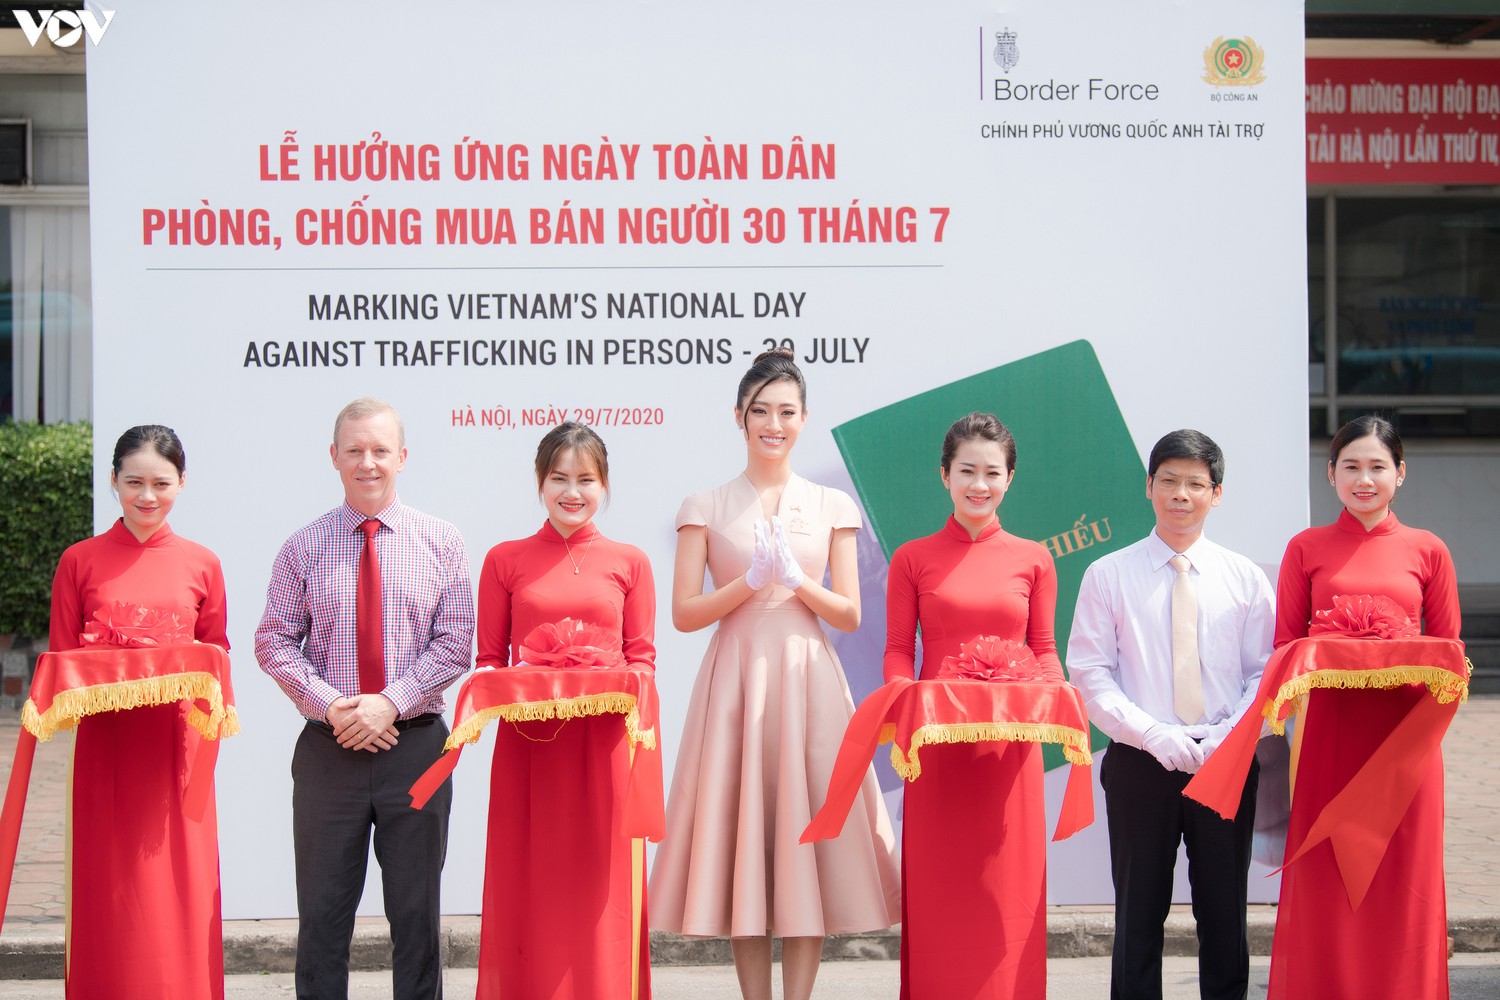 VOV
Border Force
BỘ CÔNG AN
CHÍNH PHỦ VƯƠNG QUỐC ANH TÀI TRỢ
LỄ HƯỞNG ỨNG NGÀY TOÀN DÂN
PHÒNG, CHỐNG MUA BÁN NGƯỜI 30 THÁNG 7
MARKING VIETNAM'S NATIONAL DAY
AGAINST TRAFFICKING IN PERSONS - 30 JULY
HÀ NỘI, NGÀY 29/7/2020
HIẾU
CHÀO MỪNG ĐẠI HỘI ĐẠ
TẢI HÀ NỘI LẦN THỨ IV,